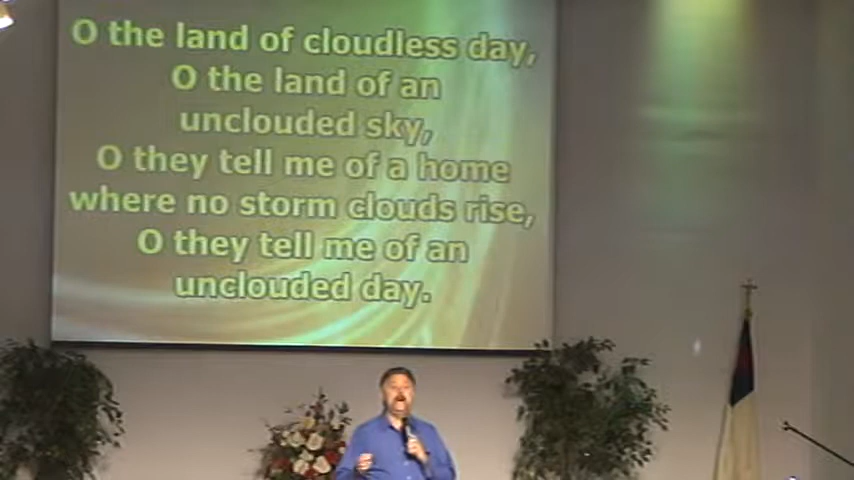 O the land of cloudless day,
O the land of an
unclouded sky,
O they tell me of a home
where no storm clouds rise,
O they tell me of an
unclouded day.